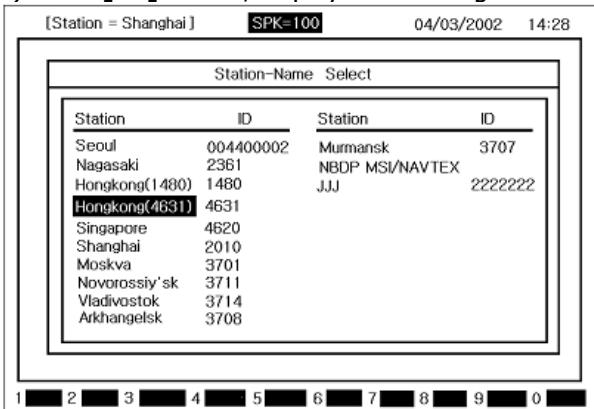 [Station = Shanghai] SPK=100 04/03/2002 14:28
Station-Name Select
Station ID Station ID
Seoul 004400002 Murmansk 3707
Nagasaki 2361 NBDP MSI/NAVTEX
Hongkong(1480) 1480 JJJ 2222222
Hongkong(4631) 4631
Singapore 4620
Shanghai 2010
Moskva 3701
Novorossiy'sk 3711
Vladivostok 3714
Arkhangelsk 3708
1 2 3 4 5 6 7 8 9 0